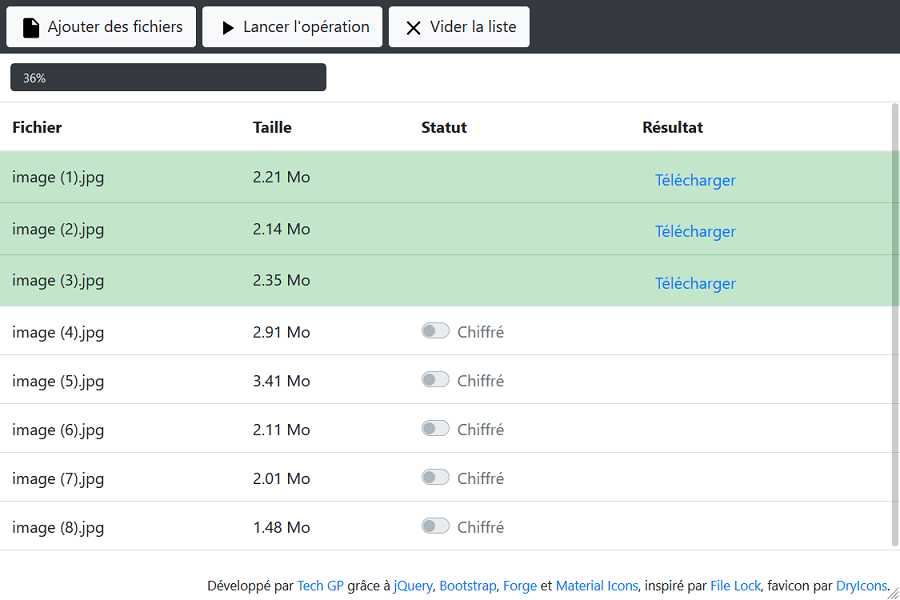 Ajouter des fichiers Lancer l'opération Vider la liste
36%
Fichier Taille Statut Résultat
image (1).jpg 2.21 Mo Télécharger
image (2).jpg 2.14 Mo Télécharger
image (3).jpg 2.35 Mo Télécharger
image (4).jpg 2.91 Mo Chiffré
image (5).jpg 3.41 Mo Chiffré
image (6).jpg 2.11 Mo Chiffré
image (7).jpg 2.01 Mo Chiffré
image (8).jpg 1.48 Mo Chiffré
Développé par Tech GP grâce à jQuery, Bootstrap, Forge et Material Icons, inspiré par File Lock, favicon par DryIcons.